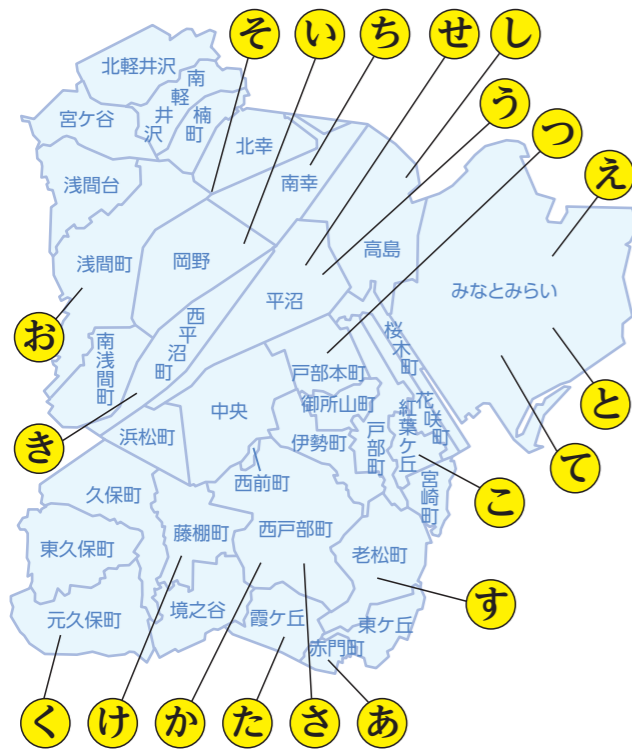 そ
い
ち
せ
し
う
つ
え
お
き
と
て
こ
す
く
け
か
た
さ
あ
北軽井沢
南軽井沢
楠町
宮ケ谷
北幸
南幸
浅間台
浅間町
岡野
高島
平沼
みなとみらい
西平沼町
南浅間町
桜木町
戸部本町
御所山町
中央
花咲町
紅葉ケ丘
戸部町
伊勢町
浜松町
西前町
宮崎町
久保町
藤棚町
西戸部町
老松町
東久保町
元久保町
境之谷
霞ケ丘
東ケ丘
赤門町